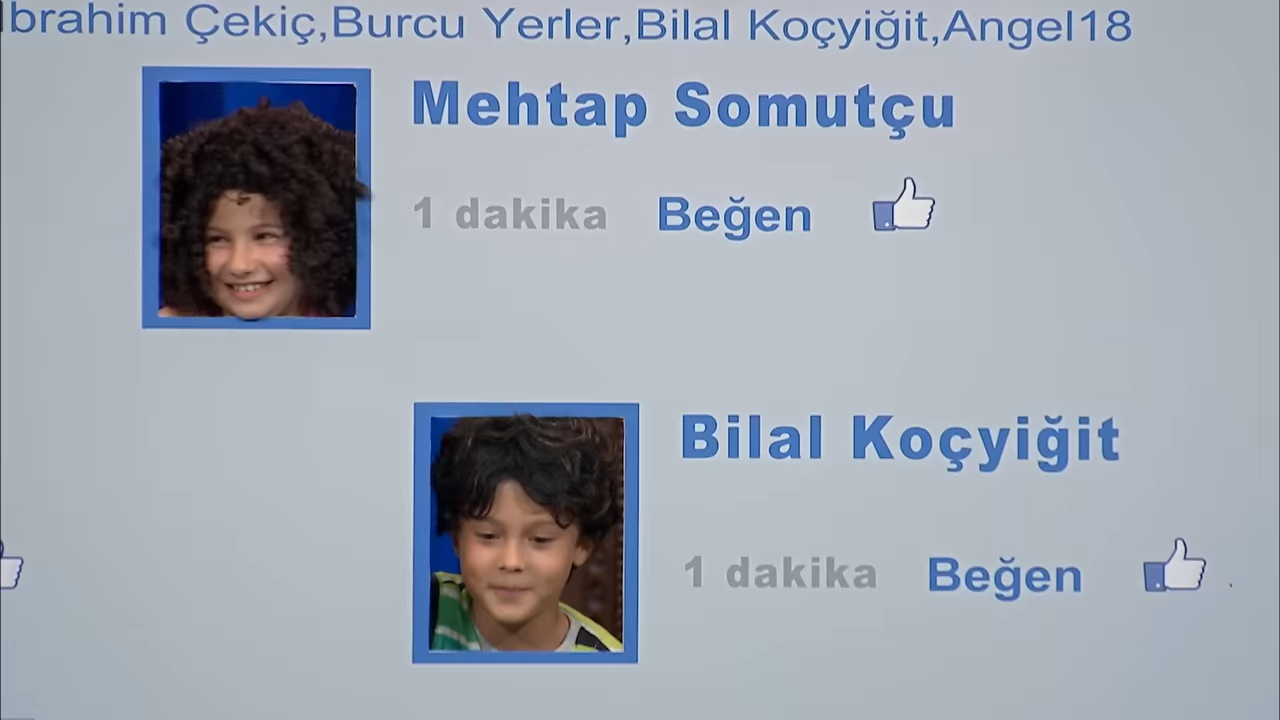 İbrahim Çekiç,Burcu Yerler,Bilal Koçyiğit,Angel18
Mehtap Somutçu
1 dakika Beğen
Bilal Koçyiğit
1 dakika Beğen